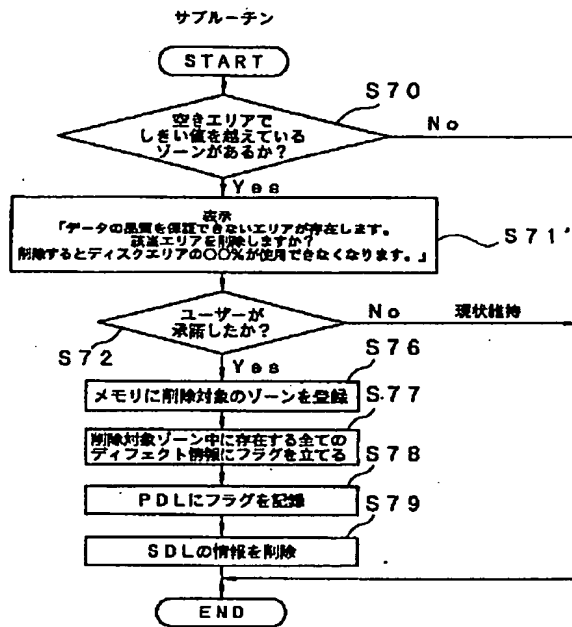 サブルーチン
START
S70
空きエリアで
しきい値を越えている
ゾーンがあるか?
No
Yes
表示
「データの品質を保証できないエリアが存在します。
該当エリアを削除しますか?
削除するとディスクエリアの○○%が使用できなくなります。」
S71'
ユーザーが
承諾したか?
No 現状維持
S72
Yes
S76
メモリに削除対象のゾーンを登録
S77
削除対象ゾーン中に存在する全ての
ディフェクト情報にフラグを立てる
S78
PDLにフラグを記録
S79
SDLの情報を削除
END